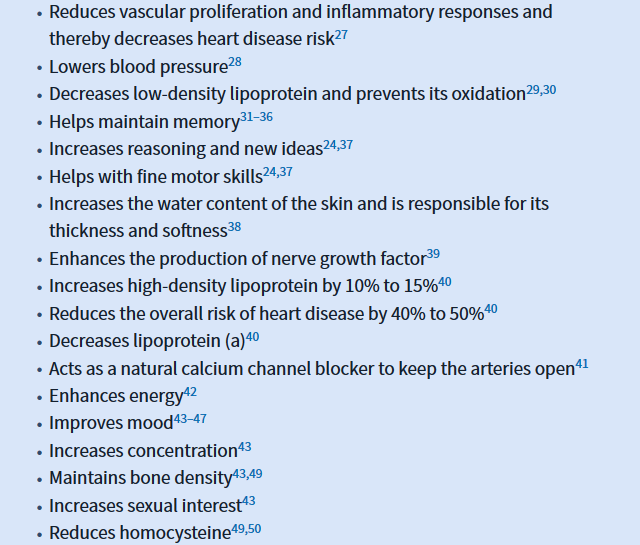 • Reduces vascular proliferation and inflammatory responses and
thereby decreases heart disease risk27
• Lowers blood pressure28
• Decreases low-density lipoprotein and prevents its oxidation29,30
• Helps maintain memory31–36
• Increases reasoning and new ideas24,37
• Helps with fine motor skills24,37
• Increases the water content of the skin and is responsible for its
thickness and softness38
• Enhances the production of nerve growth factor39
• Increases high-density lipoprotein by 10% to 15%40
• Reduces the overall risk of heart disease by 40% to 50%40
• Decreases lipoprotein (a)40
• Acts as a natural calcium channel blocker to keep the arteries open41
• Enhances energy42
• Improves mood43–47
• Increases concentration43
• Maintains bone density43,49
• Increases sexual interest43
• Reduces homocysteine49,50